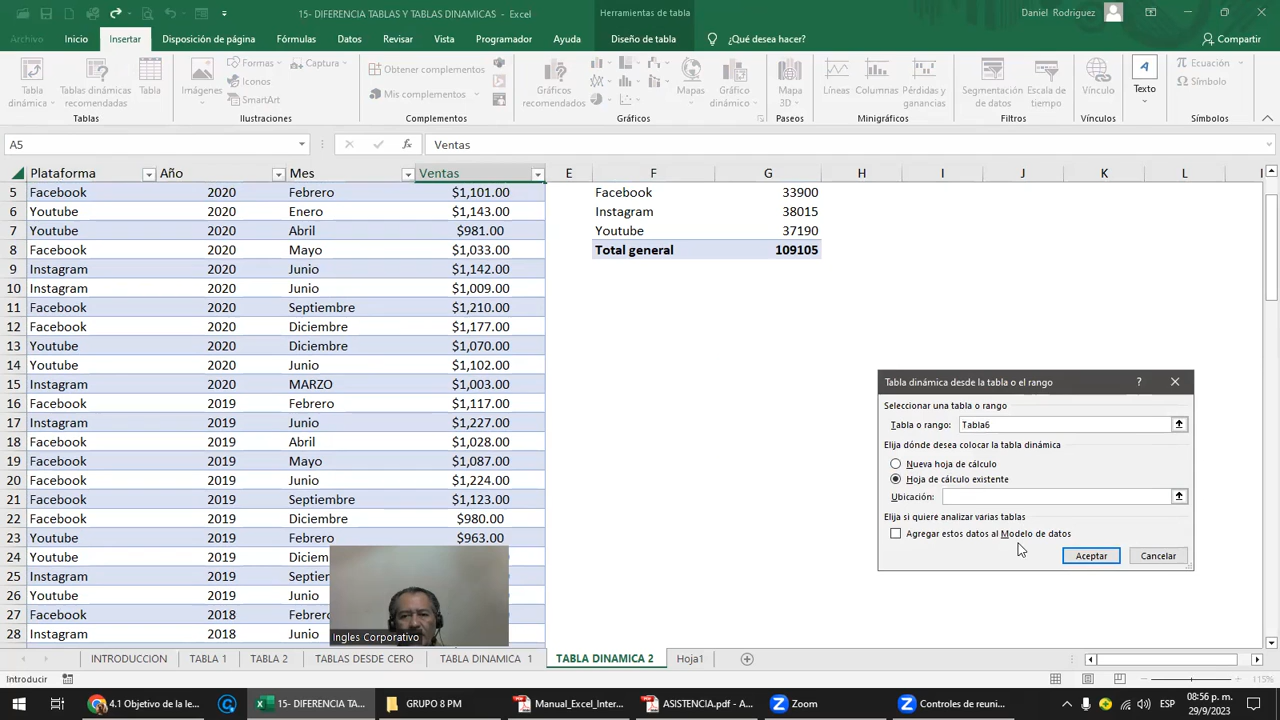 15- DIFERENCIA TABLAS Y TABLAS DINAMICAS - Excel
Herramientas de tabla
Daniel Rodriguez
Archivo Inicio Insertar Disposición de página Fórmulas Datos Revisar Vista Programador Ayuda Diseño de tabla ¿Qué desea hacer? Compartir
Tabla dinámica
Tablas dinámicas recomendadas
Tabla
Tablas
Imágenes
Formas
Iconos
SmartArt
Captura
Ilustraciones
Obtener complementos
Mis complementos
Complementos
Gráficos recomendados
Mapas
Gráfico dinámico
Gráficos
Mapa 3D
Paseos
Líneas
Columnas
Pérdidas y ganancias
Minigráficos
Segmentación de datos
Escala de tiempo
Filtros
Vínculo
Vínculos
Texto
Ecuación
Símbolo
Símbolos
A5 fx Ventas
Plataforma Año Mes Ventas E F G H I J K L
5 Facebook 2020 Febrero $1,101.00 Facebook 33900
6 Youtube 2020 Enero $1,143.00 Instagram 38015
7 Youtube 2020 Abril $981.00 Youtube 37190
8 Facebook 2020 Mayo $1,033.00 Total general 109105
9 Instagram 2020 Junio $1,142.00
10 Instagram 2020 Junio $1,009.00
11 Facebook 2020 Septiembre $1,210.00
12 Facebook 2020 Diciembre $1,177.00
13 Youtube 2020 Diciembre $1,070.00
14 Youtube 2020 Junio $1,102.00
15 Instagram 2020 MARZO $1,003.00
16 Facebook 2019 Febrero $1,117.00
17 Instagram 2019 Junio $1,227.00
18 Facebook 2019 Abril $1,028.00
19 Facebook 2019 Mayo $1,087.00
20 Facebook 2019 Junio $1,224.00
21 Facebook 2019 Septiembre $1,123.00
22 Facebook 2019 Diciembre $980.00
23 Youtube 2019 Febrero $963.00
24 Youtube 2019 Diciem
25 Instagram 2019 Septier
26 Youtube 2019 Junio
27 Facebook 2018 Febrero
28 Instagram 2018 Junio
Ingles Corporativo
Tabla dinámica desde la tabla o el rango ?
Seleccionar una tabla o rango
Tabla o rango: Tabla6
Elija dónde desea colocar la tabla dinámica
Nueva hoja de cálculo
Hoja de cálculo existente
Ubicación:
Elija si quiere analizar varias tablas
Agregar estos datos al Modelo de datos
Aceptar Cancelar
INTRODUCCION TABLA 1 TABLA 2 TABLAS DESDE CERO TABLA DINAMICA 1 TABLA DINAMICA 2 Hoja1
Introducir 115%
4.1 Objetivo de la le... 15- DIFERENCIA TA... GRUPO 8 PM Manual_Excel_Inter... ASISTENCIA.pdf - A... Zoom Controles de reuni... ESP 08:56 p. m.
29/9/2023